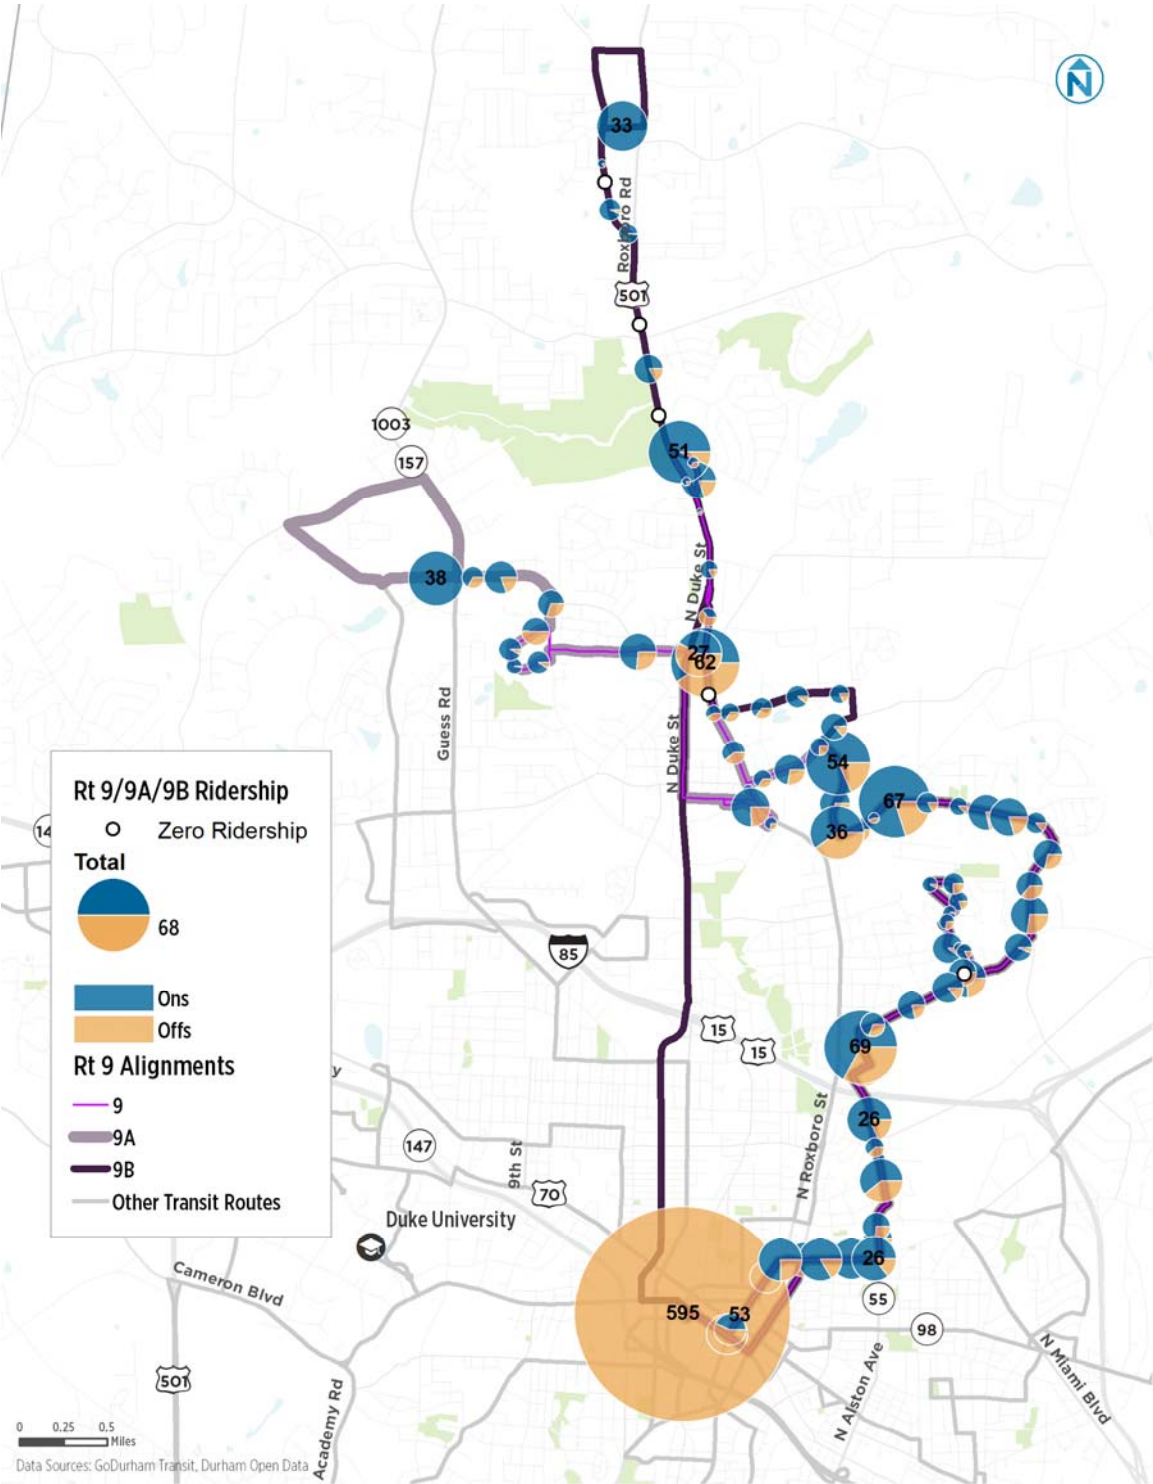 N
33
Roxboro Rd
501
1003
51
157
N Duke St
38
27
62
Guess Rd
N Duke St
54
67
36
Rt 9/9A/9B Ridership
Zero Ridership
14
Total
68
85
Ons
Offs
15
15
69
Rt 9 Alignments
y
9
26
9A
147
9th St
N Roxboro St
9B
70
Other Transit Routes
Duke University
26
Cameron Blvd
55
595
53
98
N Miami Blvd
501
N Alston Ave
Academy Rd
0 0.25 0.5
Miles
Data Sources: GoDurham Transit, Durham Open Data